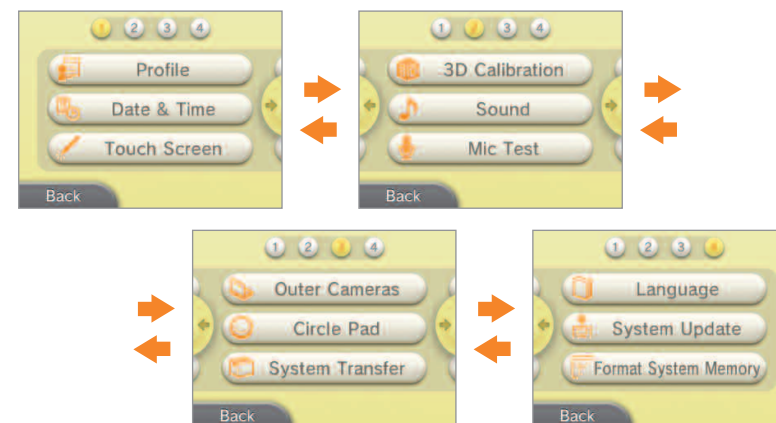 1 2 3 4
Profile
Date & Time
Touch Screen
Back
1 2 3 4
3D Calibration
Sound
Mic Test
Back
1 2 3 4
Outer Cameras
Circle Pad
System Transfer
Back
1 2 3 4
Language
System Update
Format System Memory
Back